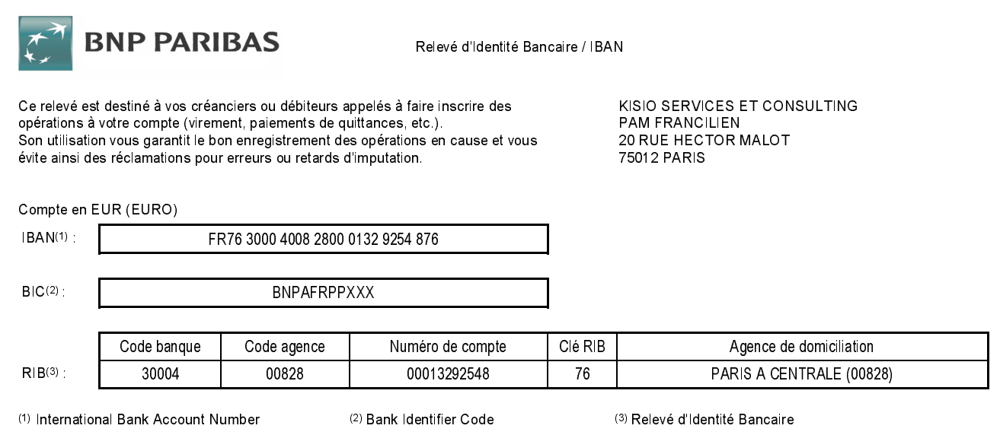 BNP PARIBAS
Relevé d'Identité Bancaire / IBAN
Ce relevé est destiné à vos créanciers ou débiteurs appelés à faire inscrire des
opérations à votre compte (virement, paiements de quittances, etc.).
Son utilisation vous garantit le bon enregistrement des opérations en cause et vous
évite ainsi des réclamations pour erreurs ou retards d'imputation.
KISIO SERVICES ET CONSULTING
PAM FRANCILIEN
20 RUE HECTOR MALOT
75012 PARIS
Compte en EUR (EURO)
IBAN(1) : FR76 3000 4008 2800 0132 9254 876
BIC(2) : BNPAFRPPXXX
Code banque Code agence Numéro de compte Clé RIB Agence de domiciliation
RIB(3) : 30004 00828 00013292548 76 PARIS A CENTRALE (00828)
(1) International Bank Account Number (2) Bank Identifier Code (3) Relevé d'Identité Bancaire